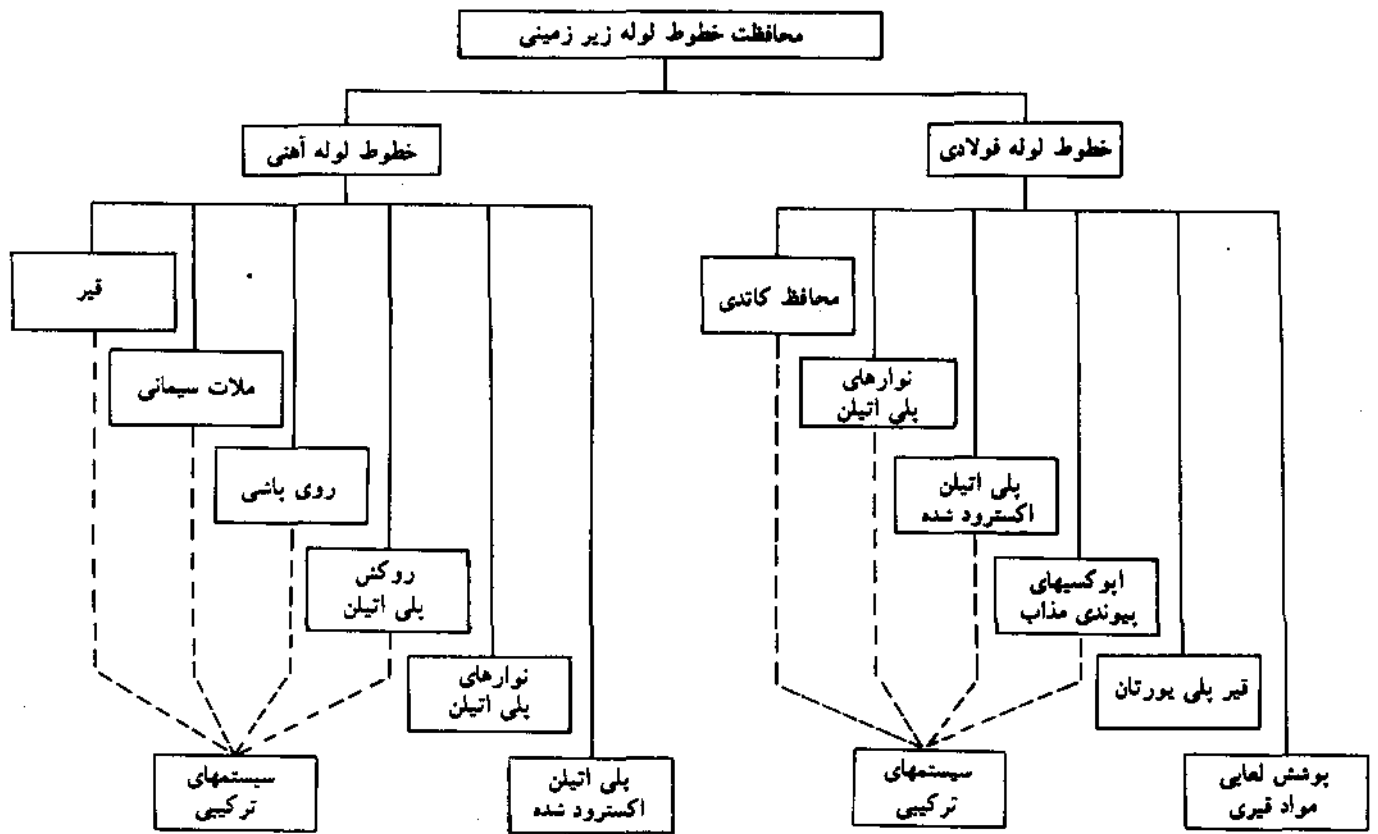 محافظت خطوط لوله زیر زمینی
خطوط لوله فولادی
خطوط لوله آهنی
محافظ کاتدی
نوارهای
پلی اتیلن
پلی اتیلن
اکسترود شده
اپوکسیهای
پیوندی مذاب
قیر پلی یورتان
پوشش لعابی
مواد قیری
سیستمهای
ترکیبی
قیر
ملات سیمانی
روی پاشی
روکش
پلی اتیلن
نوارهای
پلی اتیلن
پلی اتیلن
اکسترود شده
سیستمهای
ترکیبی